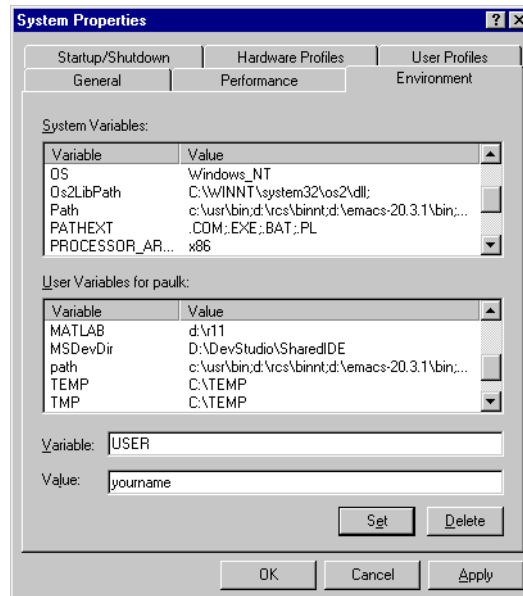 System Properties
Startup/Shutdown Hardware Profiles User Profiles
General Performance Environment
System Variables:
Variable Value
OS Windows_NT
Os2LibPath C:\WINNT\system32\os2\dll;
Path c:\usr\bin;d:\rcs\binnt;d:\emacs-20.3.1\bin;...
PATHEXT .COM;.EXE;.BAT;.PL
PROCESSOR_AR... x86
User Variables for paulk:
Variable Value
MATLAB d:\r11
MSDevDir D:\DevStudio\SharedIDE
path c:\usr\bin;d:\rcs\binnt;d:\emacs-20.3.1\bin;...
TEMP C:\TEMP
TMP C:\TEMP
Variable: USER
Value: yourname
Set Delete
OK Cancel Apply